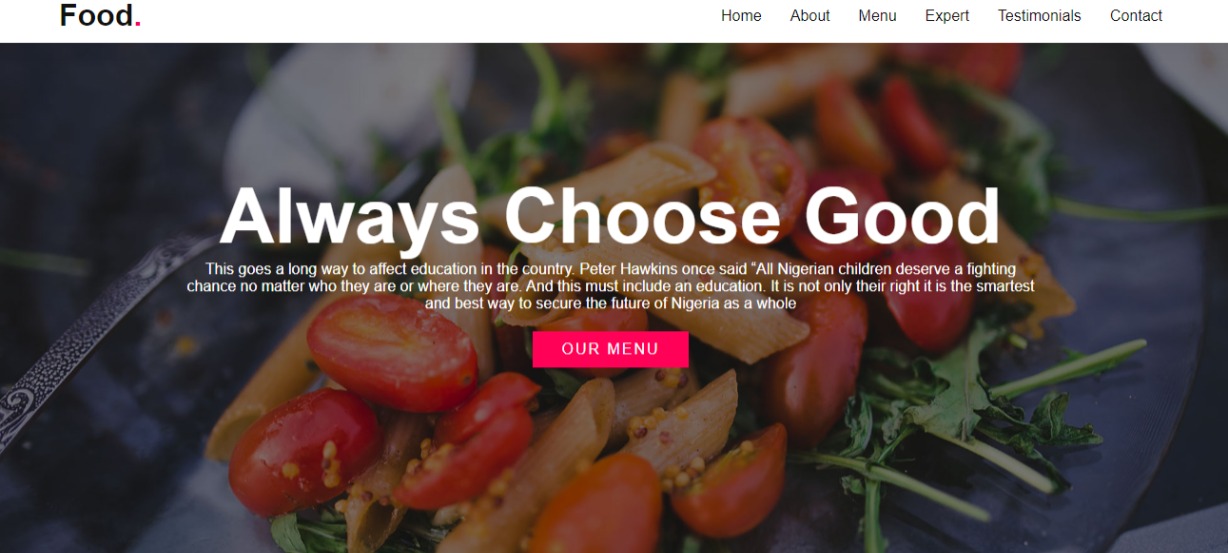 Food.
Home About Menu Expert Testimonials Contact
Always Choose Good
This goes a long way to affect education in the country. Peter Hawkins once said “All Nigerian children deserve a fighting
chance no matter who they are or where they are. And this must include an education. It is not only their right it is the smartest
and best way to secure the future of Nigeria as a whole
OUR MENU